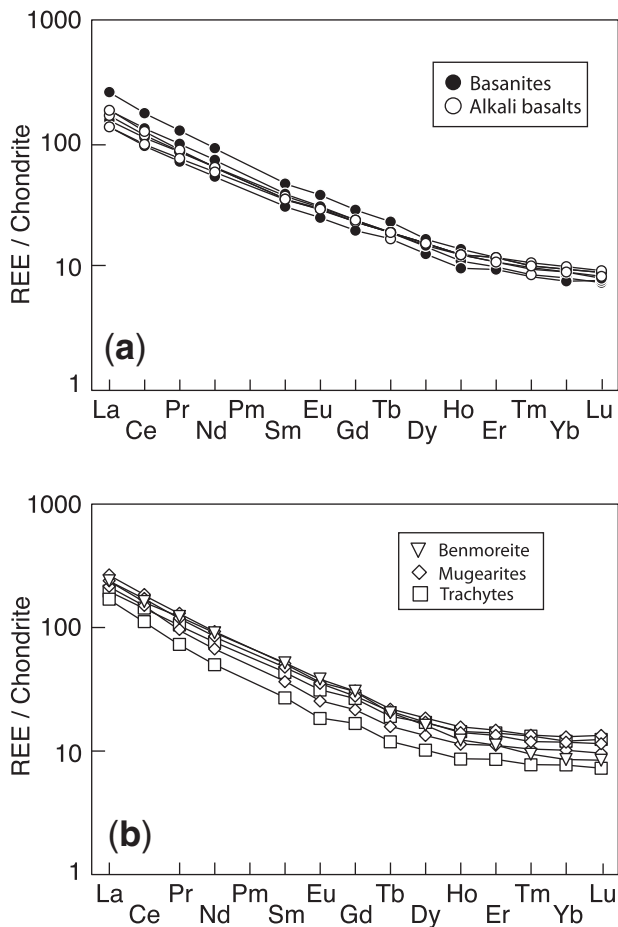 1000
Basanites
Alkali basalts
100
REE / Chondrite
10
(a)
1
La Pr Pm Eu Tb Ho Tm Lu
Ce Nd Sm Gd Dy Er Yb
1000
Benmoreite
Mugearites
Trachytes
100
REE / Chondrite
10
(b)
1
La Pr Pm Eu Tb Ho Tm Lu
Ce Nd Sm Gd Dy Er Yb